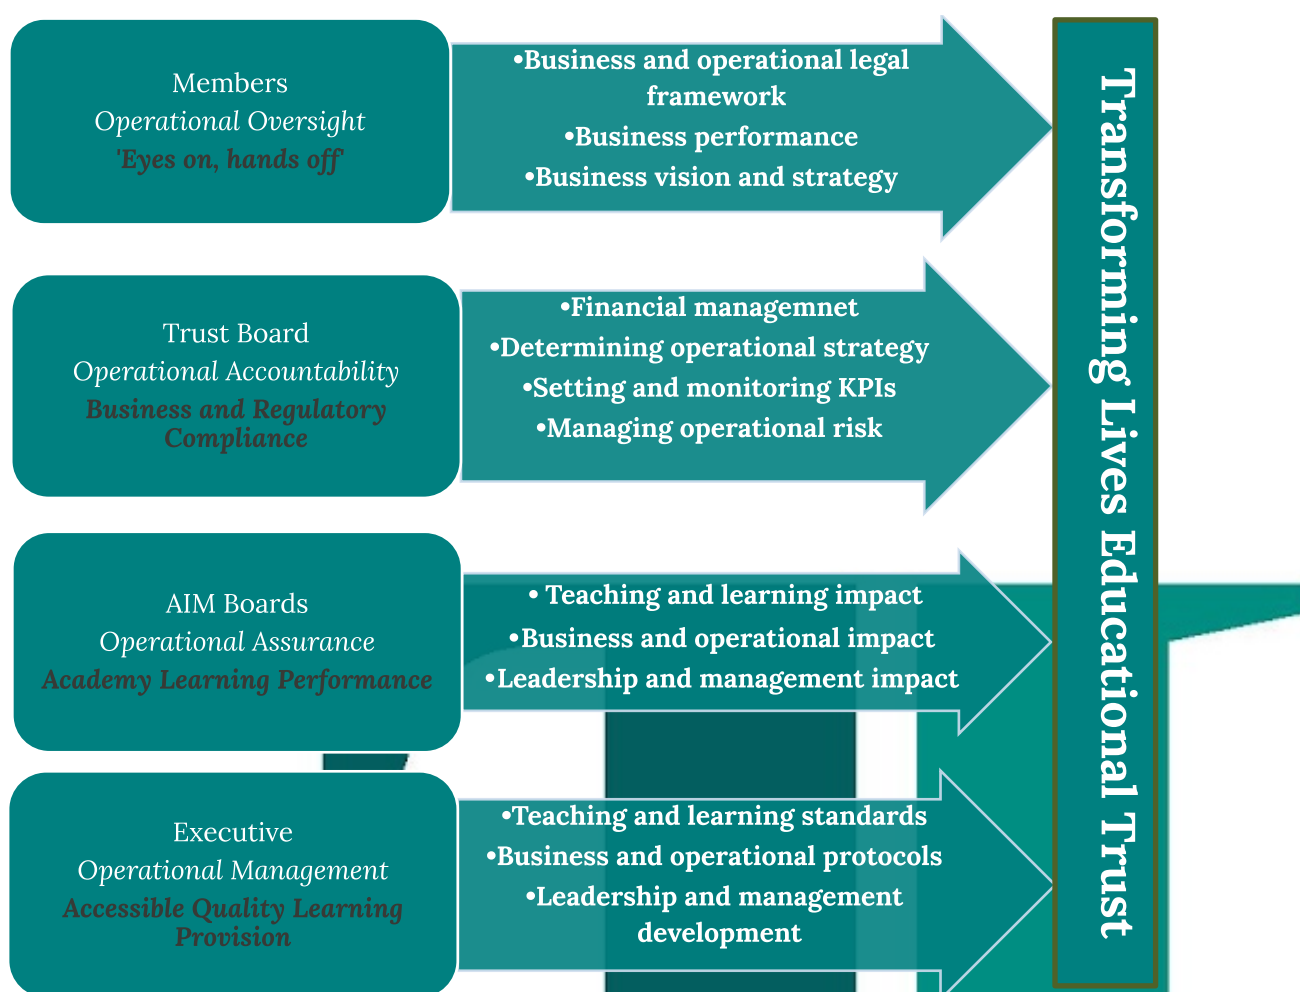 Members
Operational Oversight
'Eyes on, hands off'
•Business and operational legal
framework
•Business performance
•Business vision and strategy
Trust Board
Operational Accountability
Business and Regulatory
Compliance
•Financial managemnet
•Determining operational strategy
•Setting and monitoring KPIs
•Managing operational risk
AIM Boards
Operational Assurance
Academy Learning Performance
• Teaching and learning impact
•Business and operational impact
•Leadership and management impact
Executive
Operational Management
Accessible Quality Learning
Provision
•Teaching and learning standards
•Business and operational protocols
•Leadership and management
development
Transforming Lives Educational Trust